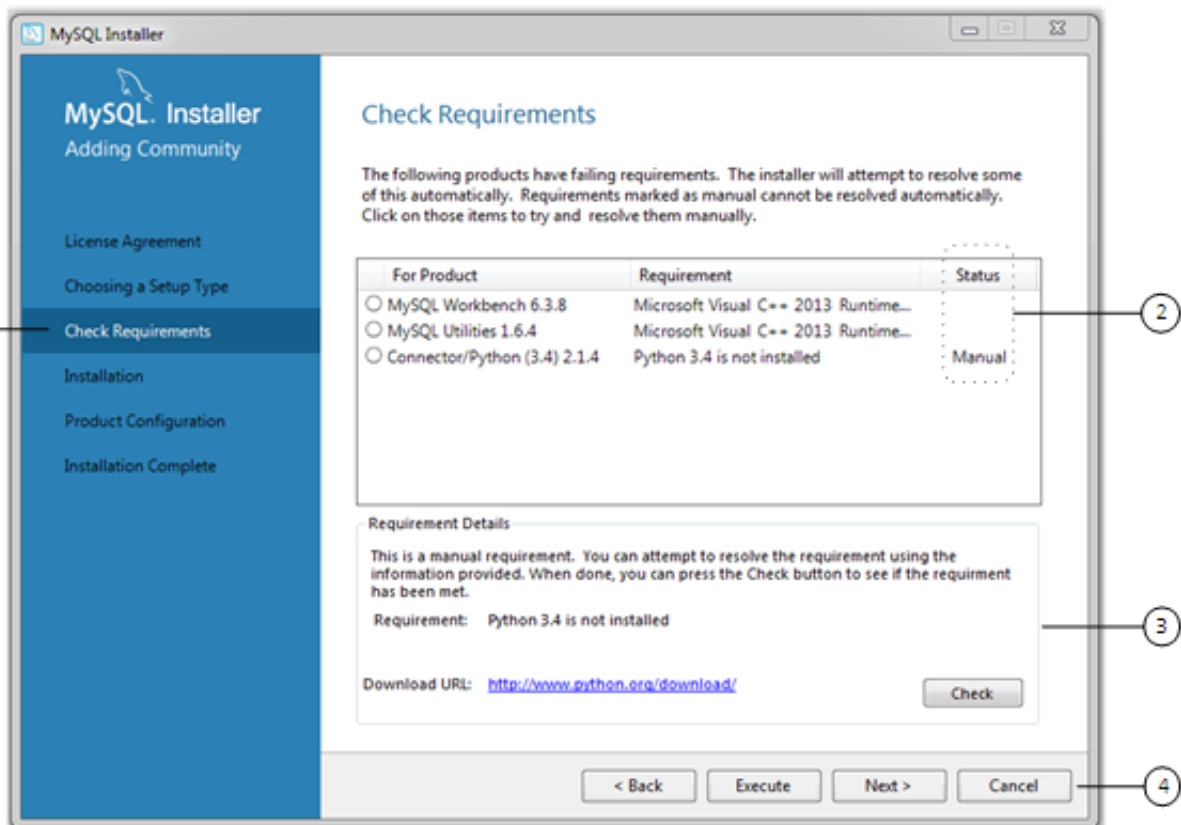 MySQL Installer
MySQL. Installer
Adding Community
License Agreement
Choosing a Setup Type
Check Requirements
Installation
Product Configuration
Installation Complete
Check Requirements
The following products have failing requirements. The installer will attempt to resolve some
of this automatically. Requirements marked as manual cannot be resolved automatically.
Click on those items to try and resolve them manually.
For Product Requirement Status
MySQL Workbench 6.3.8 Microsoft Visual C++ 2013 Runtime...
MySQL Utilities 1.6.4 Microsoft Visual C++ 2013 Runtime...
Connector/Python (3.4) 2.1.4 Python 3.4 is not installed Manual
2
Requirement Details
This is a manual requirement. You can attempt to resolve the requirement using the
information provided. When done, you can press the Check button to see if the requirment
has been met.
Requirement: Python 3.4 is not installed
3
Download URL: http://www.python.org/download/
Check
< Back Execute Next > Cancel
4